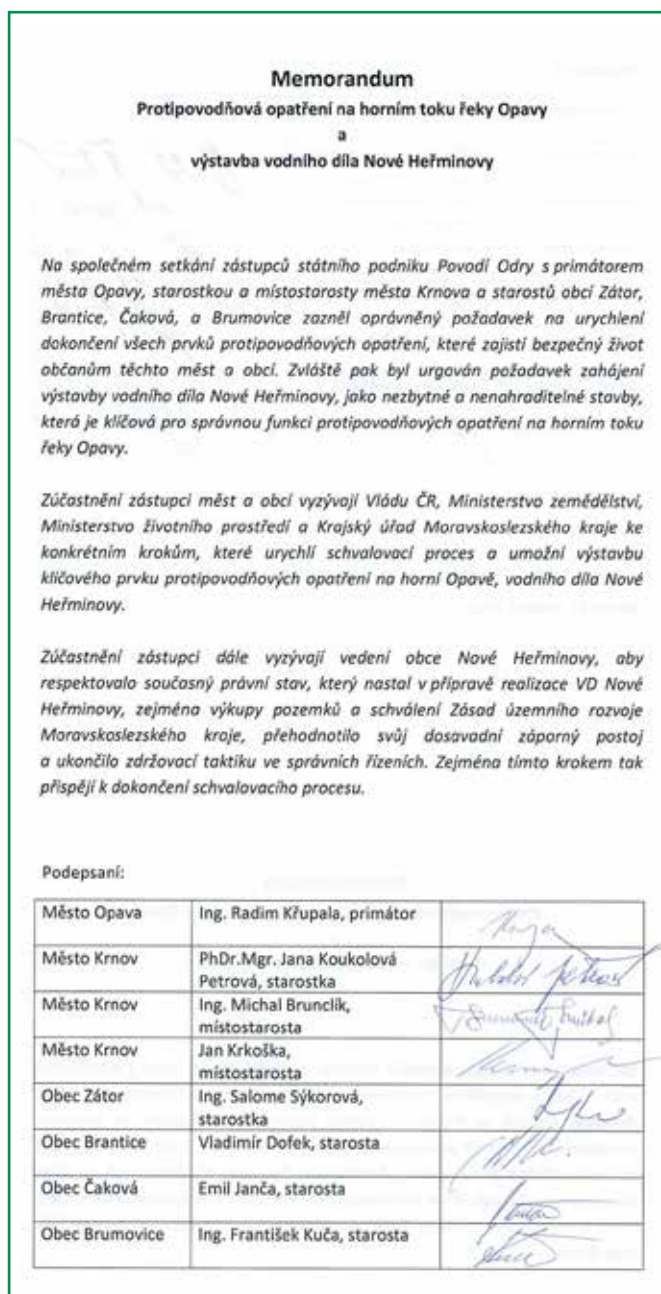 Memorandum
Protipovodňová opatření na horním toku řeky Opavy
a
výstavba vodního díla Nové Heřminovy
Na společném setkání zástupců státního podniku Povodí Odry s primátorem
města Opavy, starostkou a místostarosty města Krnova a starostů obcí Zátor,
Brantice, Čaková, a Brumovice zazněl oprávněný požadavek na urychlení
dokončení všech prvků protipovodňových opatření, které zajistí bezpečný život
občanům těchto měst a obcí. Zvláště pak byl urgován požadavek zahájení
výstavby vodního díla Nové Heřminovy, jako nezbytné a nenahraditelné stavby,
která je klíčová pro správnou funkci protipovodňových opatření na horním toku
řeky Opavy.
Zúčastnění zástupci měst a obcí vyzývají Vládu ČR, Ministerstvo zemědělství,
Ministerstvo životního prostředí a Krajský úřad Moravskoslezského kraje ke
konkrétním krokům, které urychlí schvalovací proces a umožní výstavbu
klíčového prvku protipovodňových opatření na horní Opavě, vodního díla Nové
Heřminovy.
Zúčastnění zástupci dále vyzývají vedení obce Nové Heřminovy, aby
respektovalo současný právní stav, který nastal v přípravě realizace VD Nové
Heřminovy, zejména výkupy pozemků a schválení Zásad územního rozvoje
Moravskoslezského kraje, přehodnotilo svůj dosavadní záporný postoj
a ukončilo zdržovací taktiku ve správních řízeních. Zejména tímto krokem tak
přispějí k dokončení schvalovacího procesu.
Podepsaní:
Město Opava Ing. Radim Křupala, primátor
Město Krnov PhDr.Mgr. Jana Koukolová
Petrová, starostka
Město Krnov Ing. Michal Brunclík,
místostarosta
Město Krnov Jan Krkoška,
místostarosta
Obec Zátor Ing. Salome Sýkorová,
starostka
Obec Brantice Vladimír Dofek, starosta
Obec Čaková Emil Janča, starosta
Obec Brumovice Ing. František Kuča, starosta